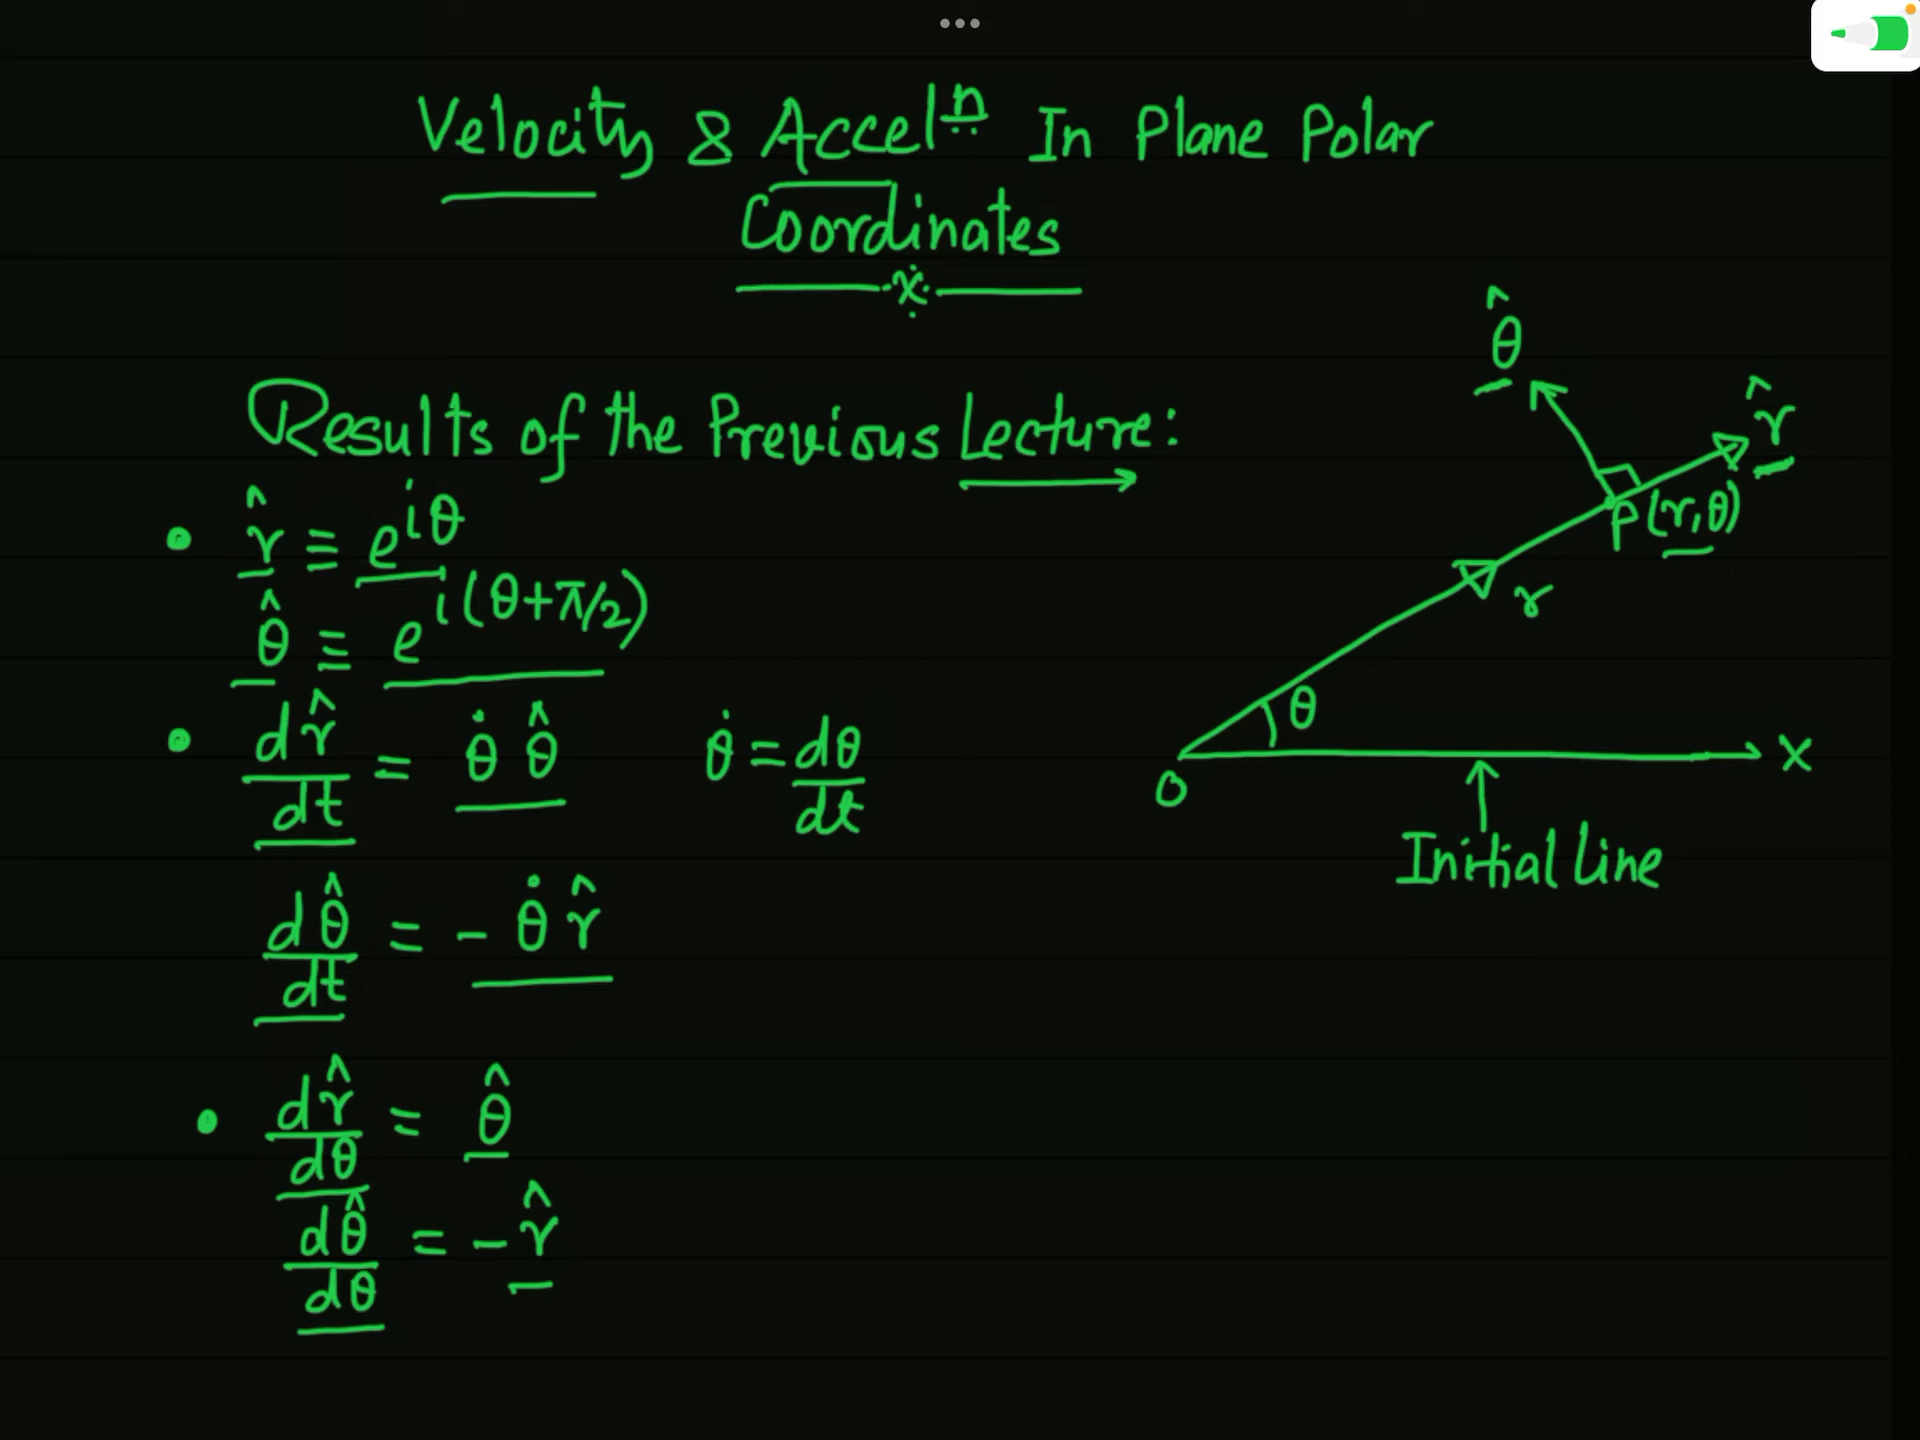 Velocity & Accelⁿ In Plane Polar
Coordinates
x
Results of the Previous Lecture:
• r̂ ≡ e^{iθ}
θ̂ ≡ e^{i(θ+π/2)}
• dr̂/dt = θ̇ θ̂    θ̇ = dθ/dt
dθ̂/dt = - θ̇ r̂
• dr̂/dθ = θ̂
dθ̂/dθ = - r̂
θ̂
r̂
P(r,θ)
r
θ
O
X
Initial line